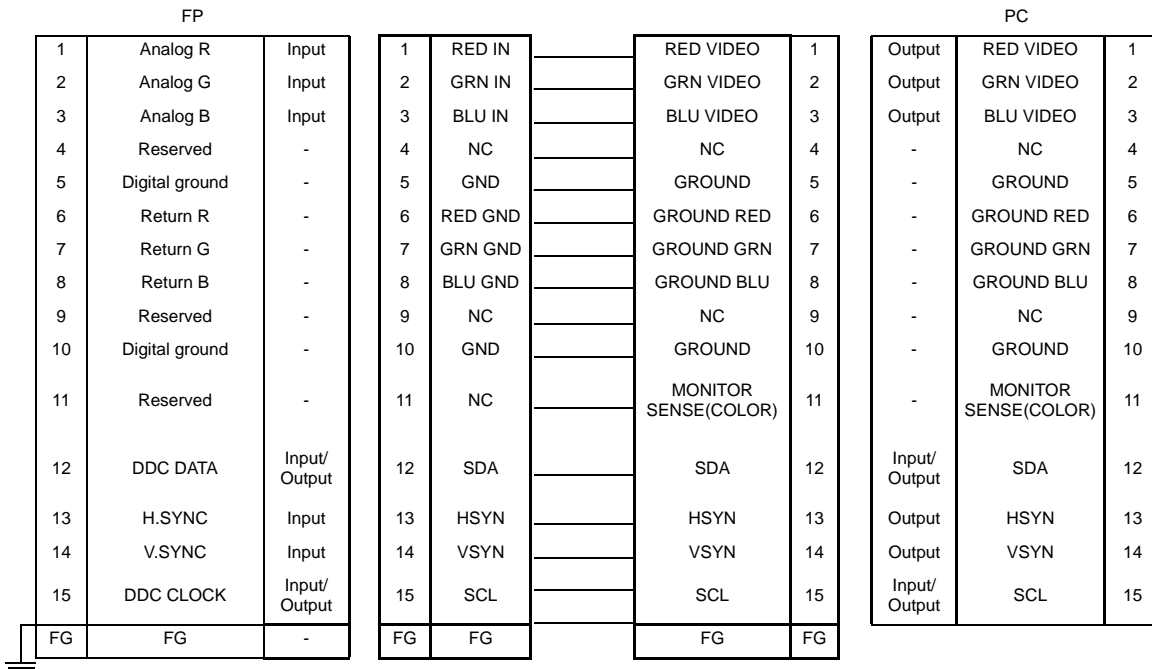 FP PC
1 Analog R Input 1 RED IN RED VIDEO 1 Output RED VIDEO 1
2 Analog G Input 2 GRN IN GRN VIDEO 2 Output GRN VIDEO 2
3 Analog B Input 3 BLU IN BLU VIDEO 3 Output BLU VIDEO 3
4 Reserved - 4 NC NC 4 - NC 4
5 Digital ground - 5 GND GROUND 5 - GROUND 5
6 Return R - 6 RED GND GROUND RED 6 - GROUND RED 6
7 Return G - 7 GRN GND GROUND GRN 7 - GROUND GRN 7
8 Return B - 8 BLU GND GROUND BLU 8 - GROUND BLU 8
9 Reserved - 9 NC NC 9 - NC 9
10 Digital ground - 10 GND GROUND 10 - GROUND 10
11 Reserved - 11 NC MONITOR SENSE(COLOR) 11 - MONITOR SENSE(COLOR) 11
12 DDC DATA Input/ Output 12 SDA SDA 12 Input/ Output SDA 12
13 H.SYNC Input 13 HSYN HSYN 13 Output HSYN 13
14 V.SYNC Input 14 VSYN VSYN 14 Output VSYN 14
15 DDC CLOCK Input/ Output 15 SCL SCL 15 Input/ Output SCL 15
FG FG - FG FG FG FG